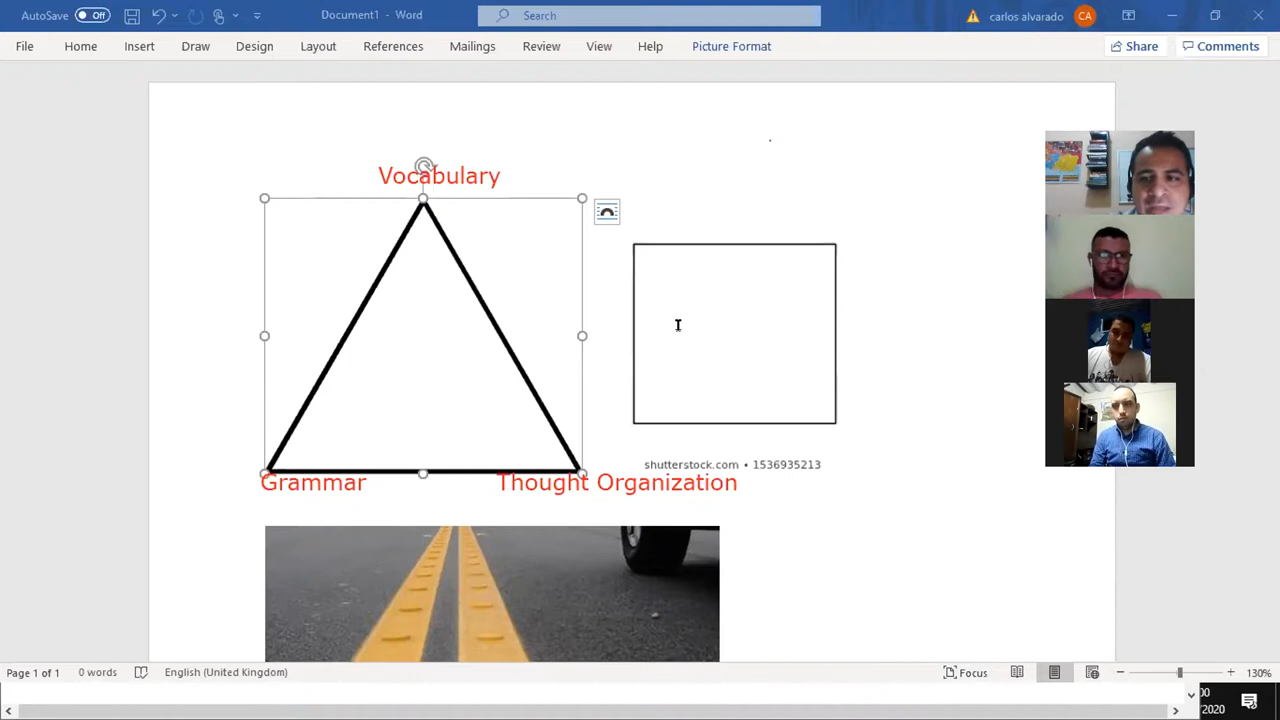 AutoSave Off Document1 - Word Search carlos alvarado CA
File Home Insert Draw Design Layout References Mailings Review View Help Picture Format Share Comments
Vocabulary
shutterstock.com • 1536935213
Grammar Thought Organization
Page 1 of 1 0 words English (United Kingdom) Focus 130%
:00
/2020